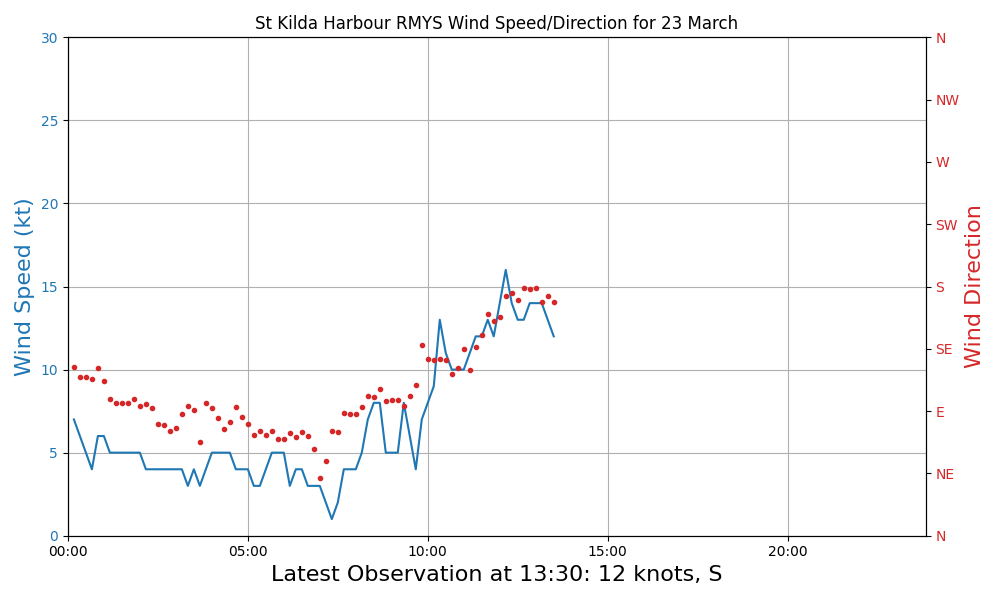 St Kilda Harbour RMYS Wind Speed/Direction for 23 March
Wind Speed (kt)
30
25
20
15
10
5
0
00:00
05:00
10:00
15:00
20:00
N
NW
W
SW
S
SE
E
NE
N
Wind Direction
Latest Observation at 13:30: 12 knots, S